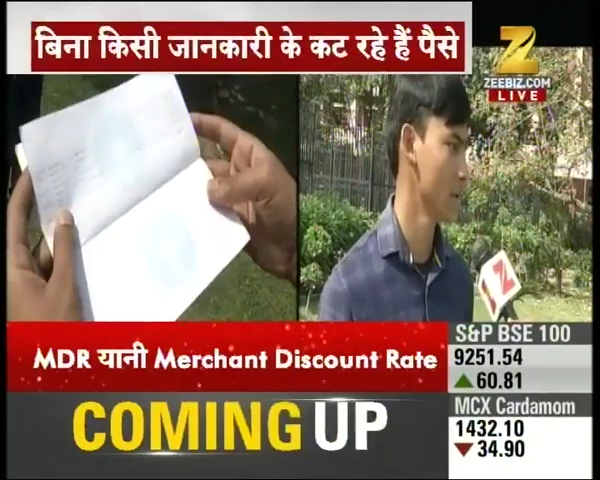 बिना किसी जानकारी के कट रहे हैं पैसे
Z
ZEEBIZ.COM
LIVE
Z
MDR यानी Merchant Discount Rate
COMING UP
S&P BSE 100
9251.54
▲ 60.81
MCX Cardamom
1432.10
▼ 34.90